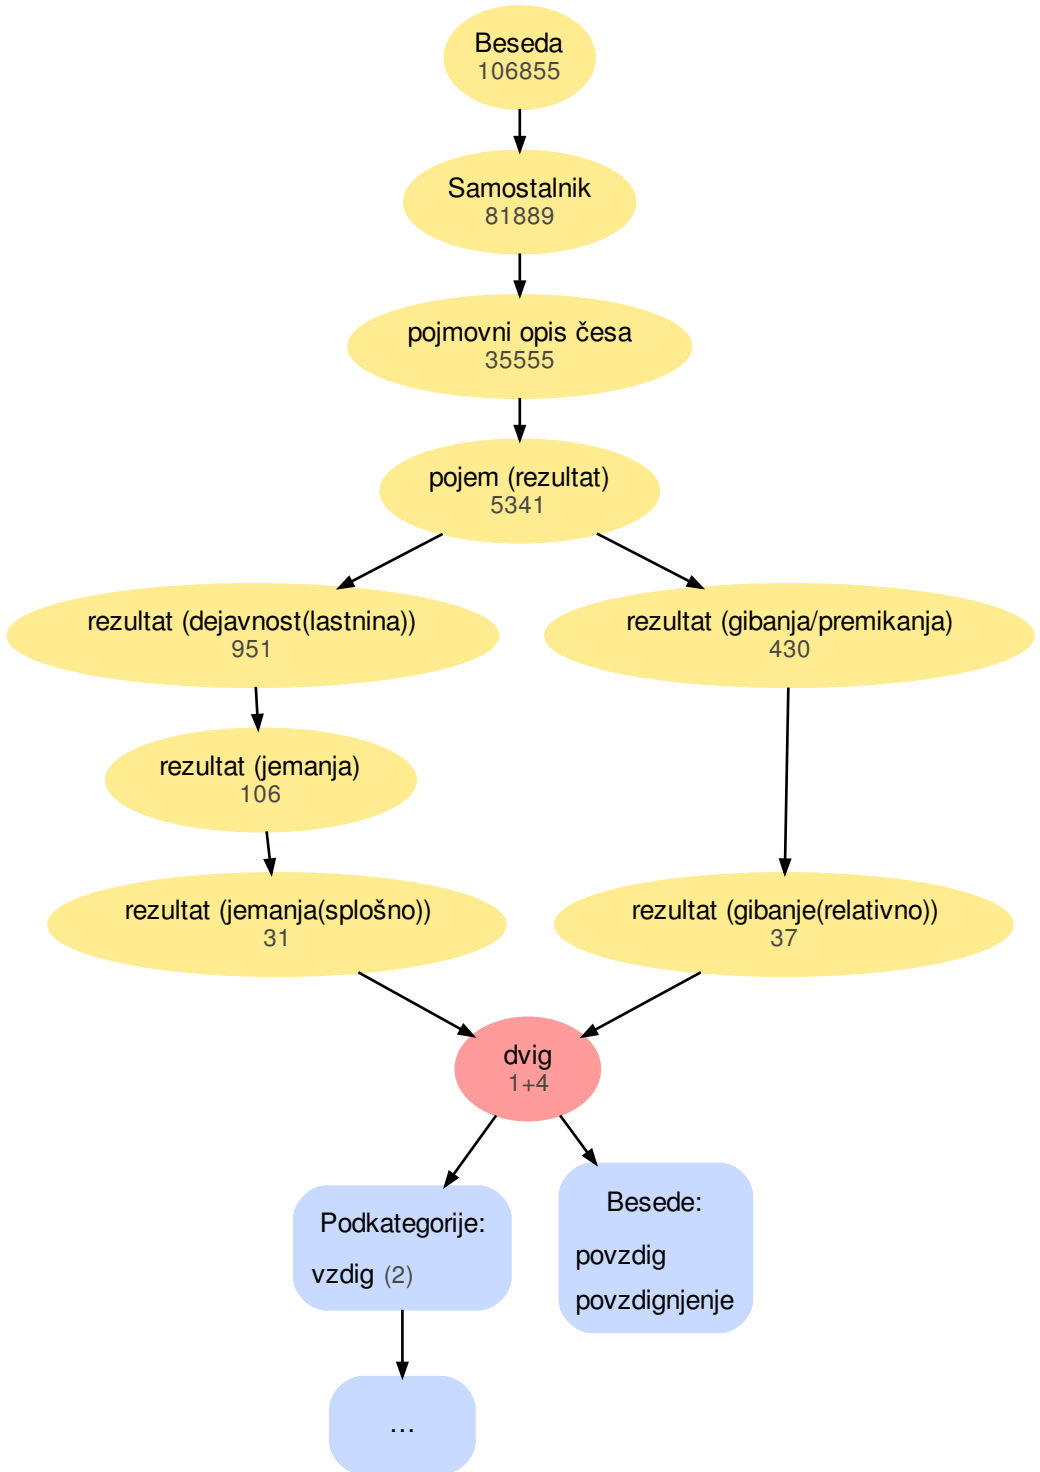 Beseda
106855
Samostalnik
81889
pojmovni opis česa
35555
pojem (rezultat)
5341
rezultat (dejavnost(lastnina))
951
rezultat (gibanja/premikanja)
430
rezultat (jemanja)
106
rezultat (jemanja(splošno))
31
rezultat (gibanje(relativno))
37
dvig
1+4
Podkategorije:
vzdig (2)
Besede:
povzdig
povzdignjenje
...